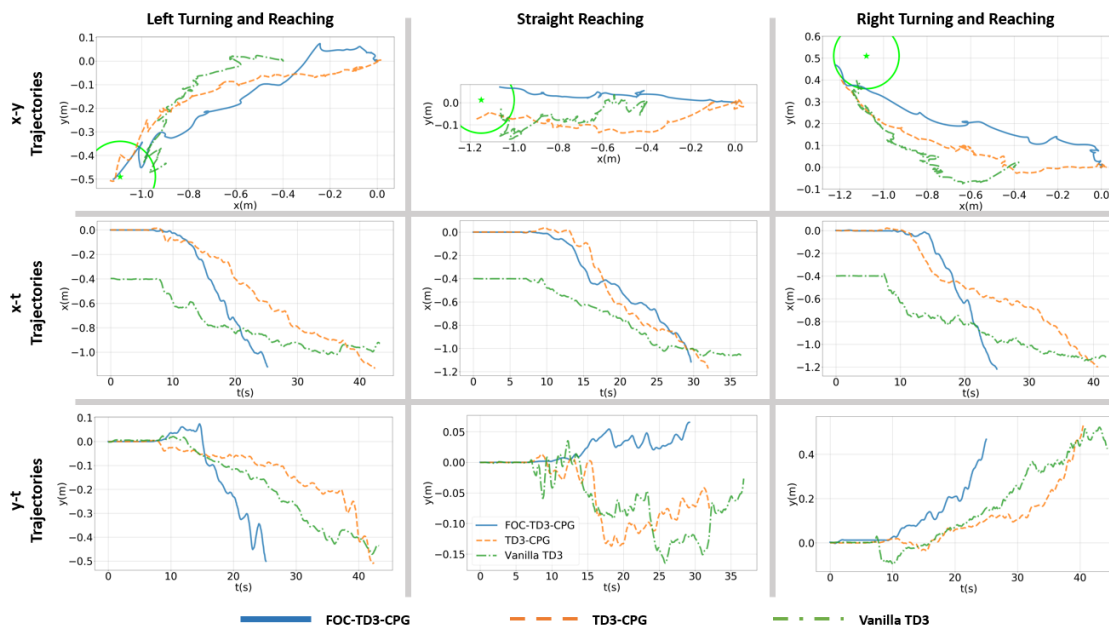 Left Turning and Reaching
Straight Reaching
Right Turning and Reaching
x-y
Trajectories
0.1
0.0
−0.1
−0.2
−0.3
−0.4
−0.5
y(m)
−1.0 −0.8 −0.6 −0.4 −0.2 0.0
x(m)
0.0
−0.1
y(m)
−1.2 −1.0 −0.8 −0.6 −0.4 −0.2 0.0
x(m)
0.6
0.5
0.4
0.3
0.2
0.1
0.0
−0.1
y(m)
−1.2 −1.0 −0.8 −0.6 −0.4 −0.2 0.0
x(m)
x-t
Trajectories
0.0
−0.2
−0.4
−0.6
−0.8
−1.0
x(m)
0 10 20 30 40
t(s)
0.0
−0.2
−0.4
−0.6
−0.8
−1.0
−1.2
x(m)
0 5 10 15 20 25 30 35
t(s)
0.0
−0.2
−0.4
−0.6
−0.8
−1.0
−1.2
x(m)
0 10 20 30 40
t(s)
y-t
Trajectories
0.1
0.0
−0.1
−0.2
−0.3
−0.4
−0.5
y(m)
0 10 20 30 40
t(s)
0.05
0.00
−0.05
−0.10
−0.15
y(m)
FOC-TD3-CPG
TD3-CPG
Vanilla TD3
0 5 10 15 20 25 30 35
t(s)
0.4
0.2
0.0
y(m)
0 10 20 30 40
t(s)
FOC-TD3-CPG
TD3-CPG
Vanilla TD3